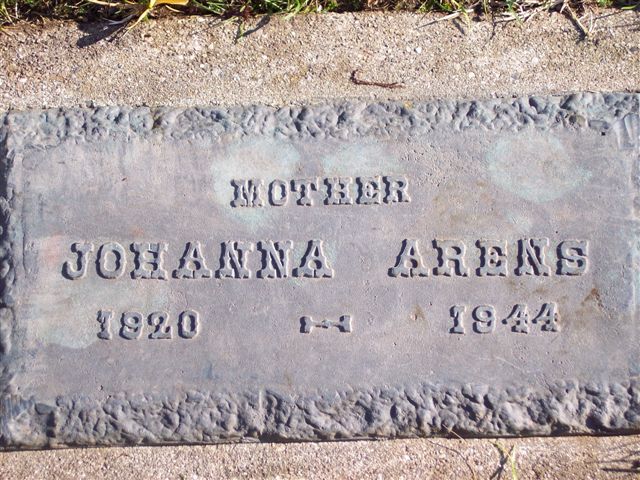 MOTHER
JOHANNA ARENS
1920 - 1944